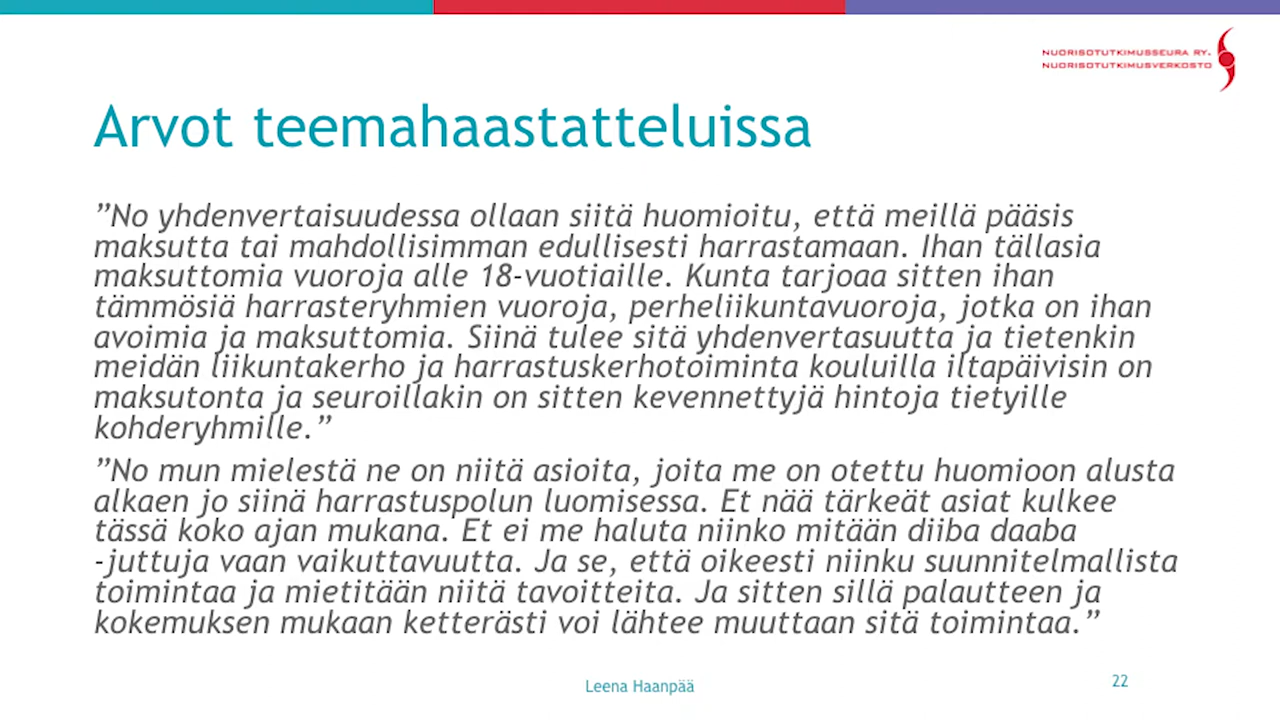 NUORISOTUTKIMUSSEURA RY.
NUORISOTUTKIMUSVERKOSTO
Arvot teemahaastatteluissa
”No yhdenvertaisuudessa ollaan siitä huomioitu, että meillä pääsis
maksutta tai mahdollisimman edullisesti harrastamaan. Ihan tällasia
maksuttomia vuoroja alle 18-vuotiaille. Kunta tarjoaa sitten ihan
tämmösiä harrasteryhmien vuoroja, perheliikuntavuoroja, jotka on ihan
avoimia ja maksuttomia. Siinä tulee sitä yhdenvertasuutta ja tietenkin
meidän liikuntakerho ja harrastuskerhotoiminta kouluilla iltapäivisin on
maksutonta ja seuroillakin on sitten kevennettyjä hintoja tietyille
kohderyhmille.”
”No mun mielestä ne on niitä asioita, joita me on otettu huomioon alusta
alkaen jo siinä harrastuspolun luomisessa. Et nää tärkeät asiat kulkee
tässä koko ajan mukana. Et ei me haluta niinko mitään diiba daaba
-juttuja vaan vaikuttavuutta. Ja se, että oikeesti niinku suunnitelmallista
toimintaa ja mietitään niitä tavoitteita. Ja sitten sillä palautteen ja
kokemuksen mukaan ketterästi voi lähtee muuttaan sitä toimintaa.”
Leena Haanpää
22